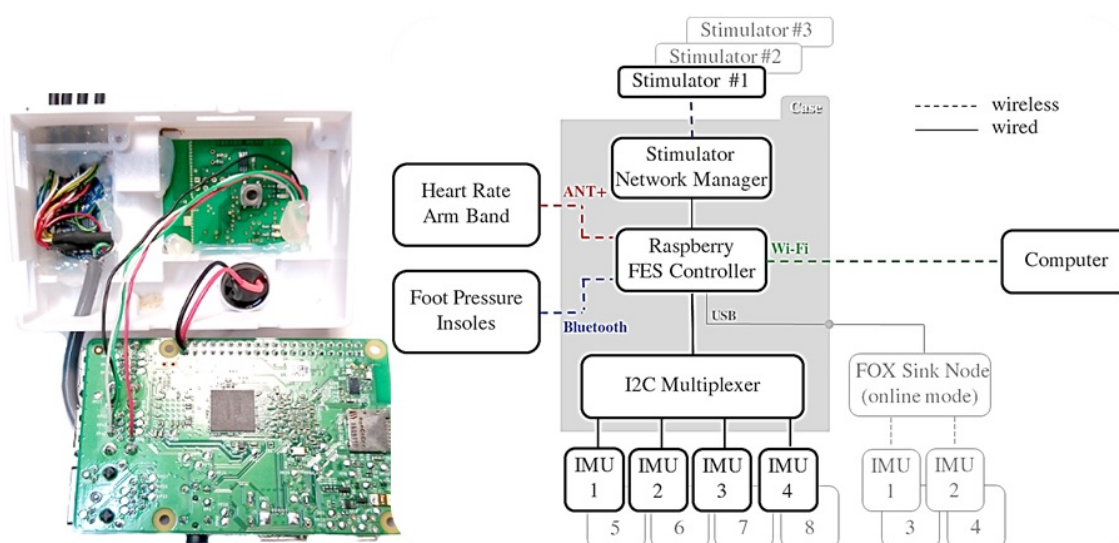 Stimulator #3
Stimulator #2
Stimulator #1
Case
wireless
wired
Stimulator
Network Manager
Heart Rate
Arm Band
ANT+
Raspberry
FES Controller
Wi-Fi
Computer
Foot Pressure
Insoles
Bluetooth
USB
I2C Multiplexer
FOX Sink Node
(online mode)
IMU
1
IMU
2
IMU
3
IMU
4
IMU
1
IMU
2
5
6
7
8
3
4